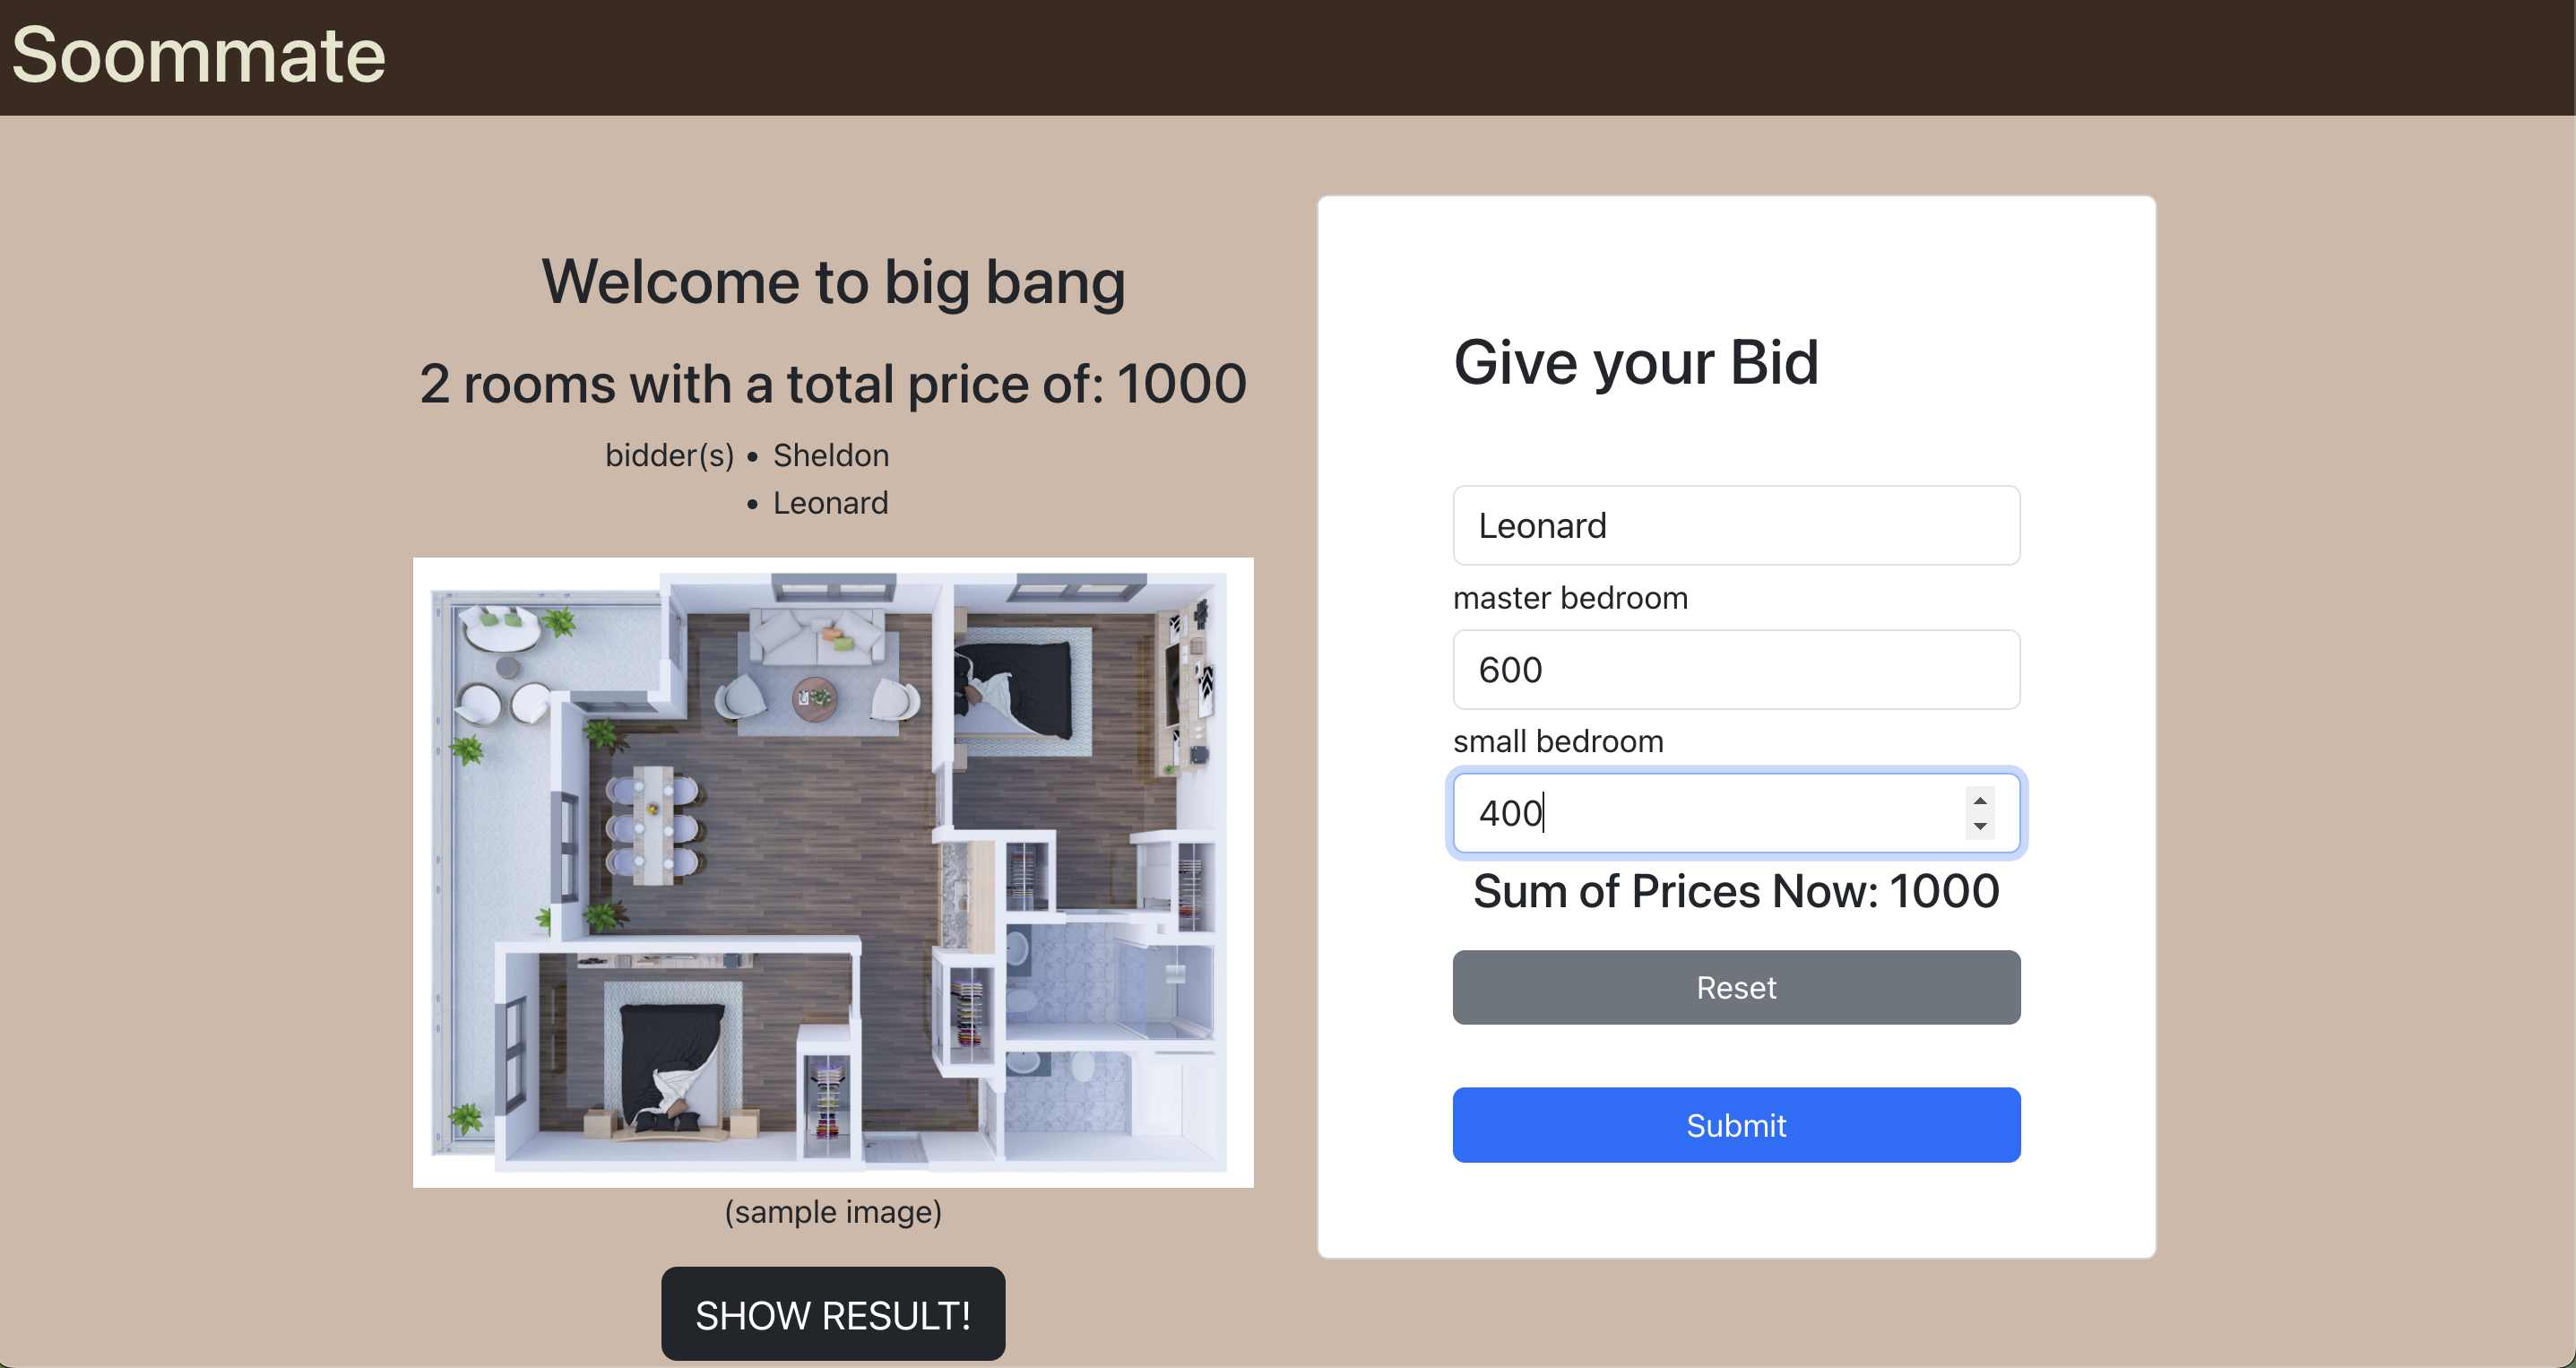 Soommate
Welcome to big bang
2 rooms with a total price of: 1000
bidder(s) • Sheldon
• Leonard
(sample image)
SHOW RESULT!
Give your Bid
Leonard
master bedroom
600
small bedroom
400
Sum of Prices Now: 1000
Reset
Submit